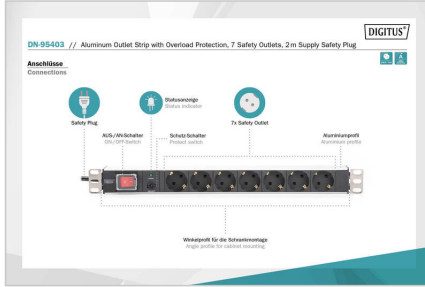 DIGITUS®
DN-95403 // Aluminum Outlet Strip with Overload Protection, 7 Safety Outlets, 2 m Supply Safety Plug
Anschlüsse
Connections
Statusanzeige
Status indicator
Safety Plug
7x Safety Outlet
AUS-/AN-Schalter
ON-/OFF-Switch
Schutz-Schalter
Protect switch
Aluminiumprofil
Aluminium profile
Winkelprofil für die Schrankmontage
Angle profile for cabinet mounting